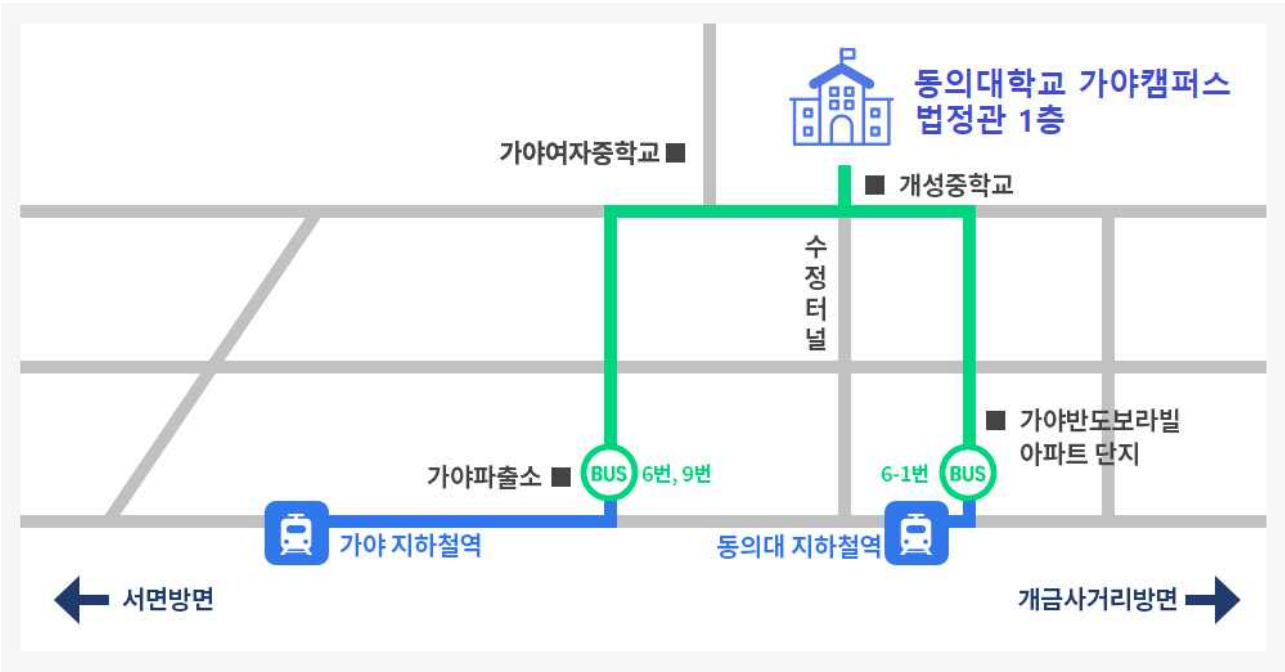 동의대학교 가야캠퍼스
법정관 1층
가야여자중학교
개성중학교
수정터널
가야반도보라빌
아파트 단지
가야파출소
BUS
6번, 9번
6-1번
BUS
가야 지하철역
동의대 지하철역
서면방면
개금사거리방면